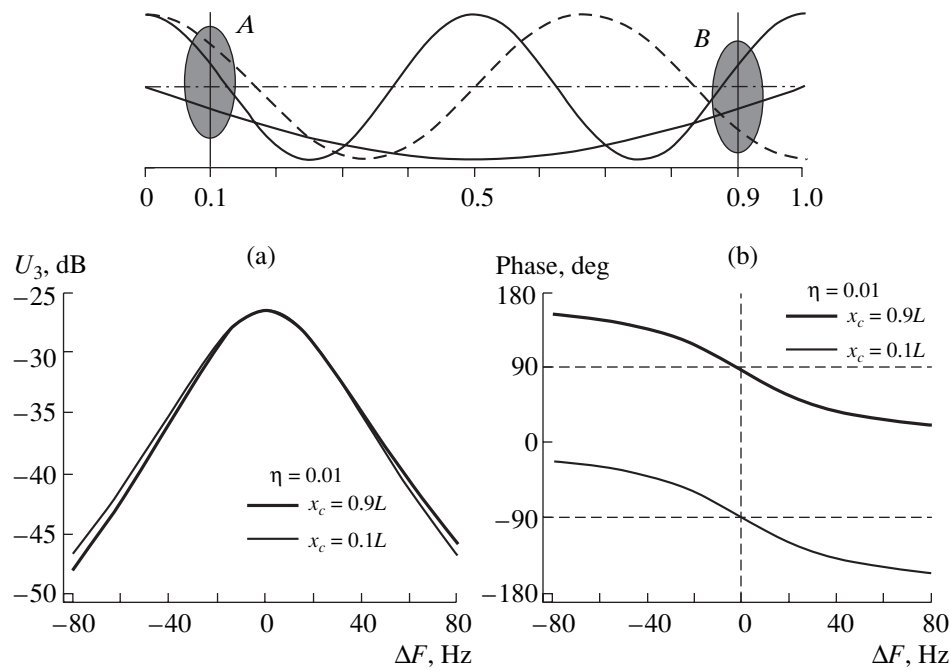 A
B
0 0.1 0.5 0.9 1.0
(a)
U3, dB
−25
−30
−35
−40
−45
−50
η = 0.01
xc = 0.9L
xc = 0.1L
−80 −40 0 40 80
ΔF, Hz
(b)
Phase, deg
180
90
0
−90
−180
η = 0.01
xc = 0.9L
xc = 0.1L
−80 −40 0 40 80
ΔF, Hz